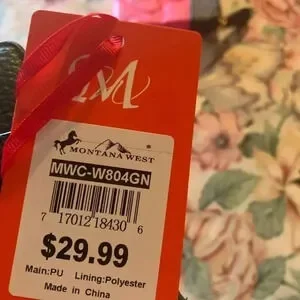 M
MONTANA WEST
MWC-W804GN
7 17012 18430 6
$29.99
Main:PU Lining:Polyester
Made in China